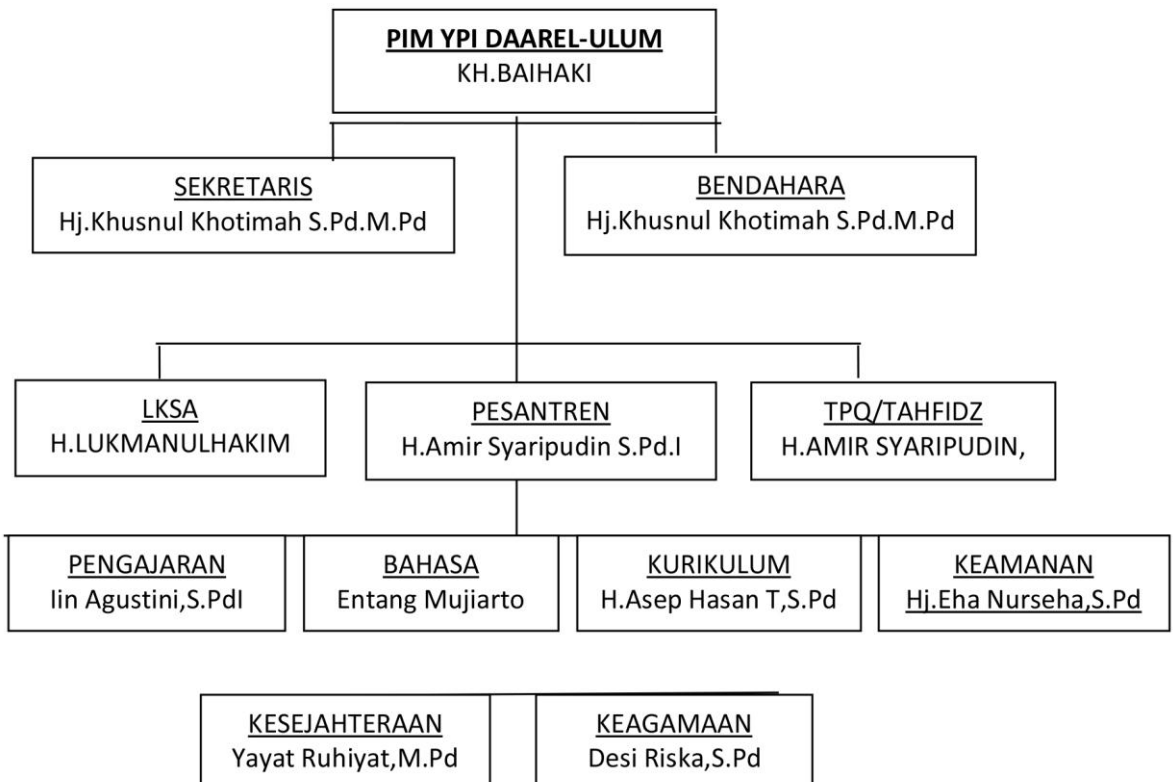 PIM YPI DAAREL-ULUM
KH.BAIHAKI
SEKRETARIS
Hj.Khusnul Khotimah S.Pd.M.Pd
BENDAHARA
Hj.Khusnul Khotimah S.Pd.M.Pd
LKSA
H.LUKMANULHAKIM
PESANTREN
H.Amir Syaripudin S.Pd.I
TPQ/TAHFIDZ
H.AMIR SYARIPUDIN,
PENGAJARAN
Iin Agustini,S.PdI
BAHASA
Entang Mujiarto
KURIKULUM
H.Asep Hasan T,S.Pd
KEAMANAN
Hj.Eha Nurseha,S.Pd
KESEJAHTERAAN
Yayat Ruhiyat,M.Pd
KEAGAMAAN
Desi Riska,S.Pd